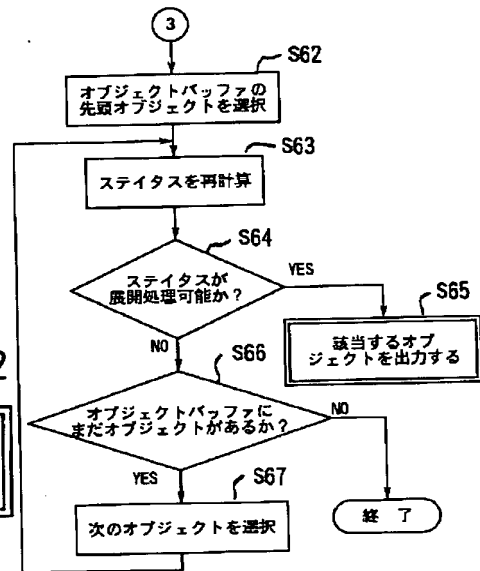 3
S62
オブジェクトバッファの
先頭オブジェクトを選択
S63
ステイタスを再計算
S64
ステイタスが
展開処理可能か?
YES
S65
該当するオブ
ジェクトを出力する
NO
S66
2
オブジェクトバッファに
まだオブジェクトがあるか?
NO
YES
S67
次のオブジェクトを選択
終 了